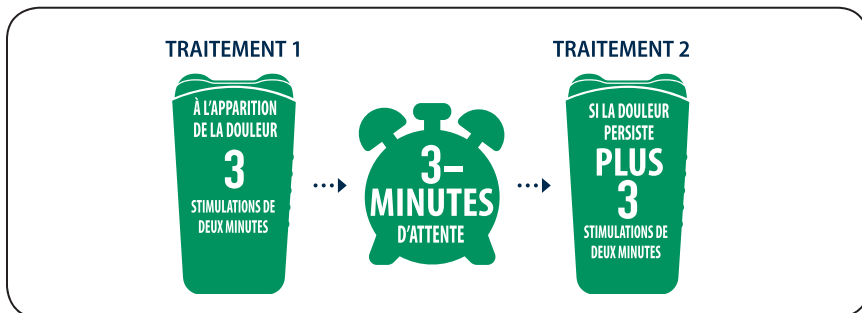 TRAITEMENT 1
À L'APPARITION
DE LA DOULEUR
3
STIMULATIONS DE
DEUX MINUTES
3–
MINUTES
D'ATTENTE
TRAITEMENT 2
SI LA DOULEUR
PERSISTE
PLUS
3
STIMULATIONS DE
DEUX MINUTES